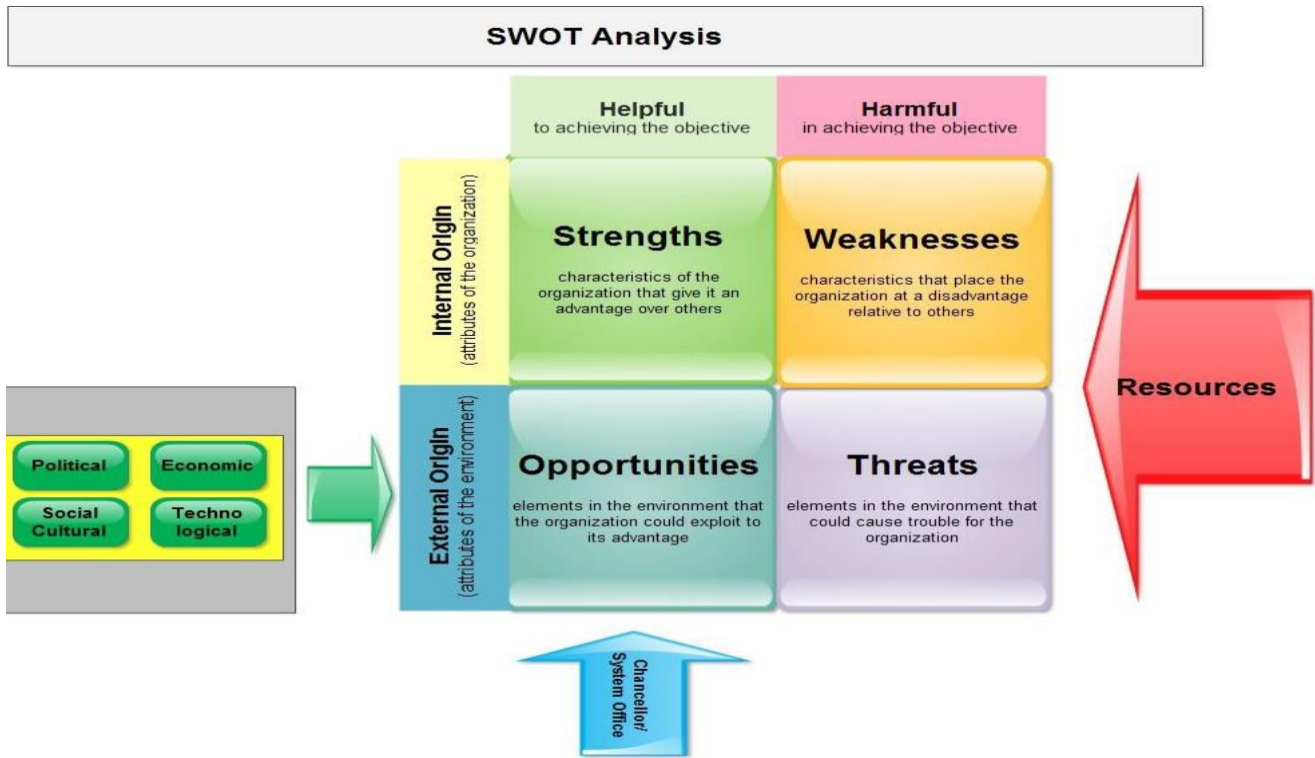 SWOT Analysis
Helpful
to achieving the objective
Harmful
in achieving the objective
Internal Origin
(attributes of the organization)
Strengths
characteristics of the
organization that give it an
advantage over others
Weaknesses
characteristics that place the
organization at a disadvantage
relative to others
Resources
Political
Economic
Social
Cultural
Techno
logical
External Origin
(attributes of the environment)
Opportunities
elements in the environment that
the organization could exploit to
its advantage
Threats
elements in the environment that
could cause trouble for the
organization
Chancellor/
System Office